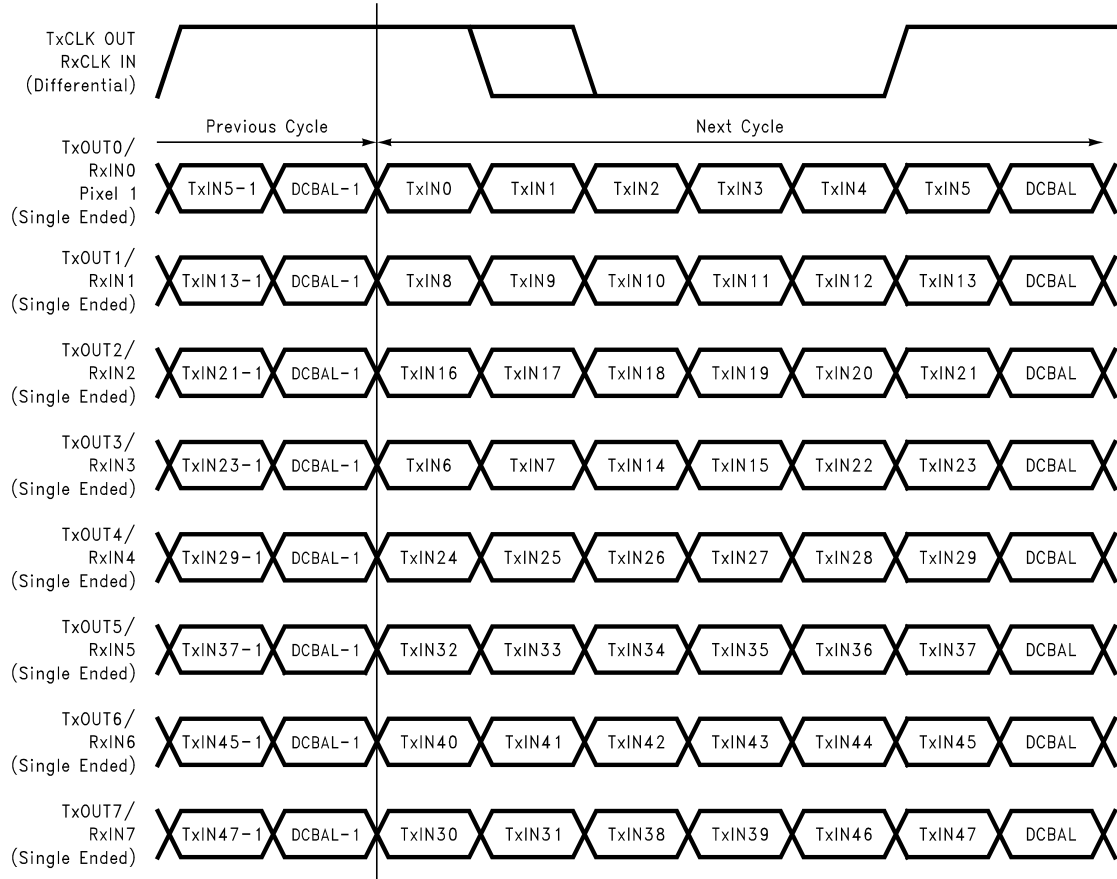 TxCLK OUT
RxCLK IN
(Differential)
Previous Cycle
Next Cycle
TxOUT0/
RxIN0
Pixel 1
(Single Ended)
TxIN5-1 DCBAL-1 TxIN0 TxIN1 TxIN2 TxIN3 TxIN4 TxIN5 DCBAL
TxOUT1/
RxIN1
(Single Ended)
TxIN13-1 DCBAL-1 TxIN8 TxIN9 TxIN10 TxIN11 TxIN12 TxIN13 DCBAL
TxOUT2/
RxIN2
(Single Ended)
TxIN21-1 DCBAL-1 TxIN16 TxIN17 TxIN18 TxIN19 TxIN20 TxIN21 DCBAL
TxOUT3/
RxIN3
(Single Ended)
TxIN23-1 DCBAL-1 TxIN6 TxIN7 TxIN14 TxIN15 TxIN22 TxIN23 DCBAL
TxOUT4/
RxIN4
(Single Ended)
TxIN29-1 DCBAL-1 TxIN24 TxIN25 TxIN26 TxIN27 TxIN28 TxIN29 DCBAL
TxOUT5/
RxIN5
(Single Ended)
TxIN37-1 DCBAL-1 TxIN32 TxIN33 TxIN34 TxIN35 TxIN36 TxIN37 DCBAL
TxOUT6/
RxIN6
(Single Ended)
TxIN45-1 DCBAL-1 TxIN40 TxIN41 TxIN42 TxIN43 TxIN44 TxIN45 DCBAL
TxOUT7/
RxIN7
(Single Ended)
TxIN47-1 DCBAL-1 TxIN30 TxIN31 TxIN38 TxIN39 TxIN46 TxIN47 DCBAL